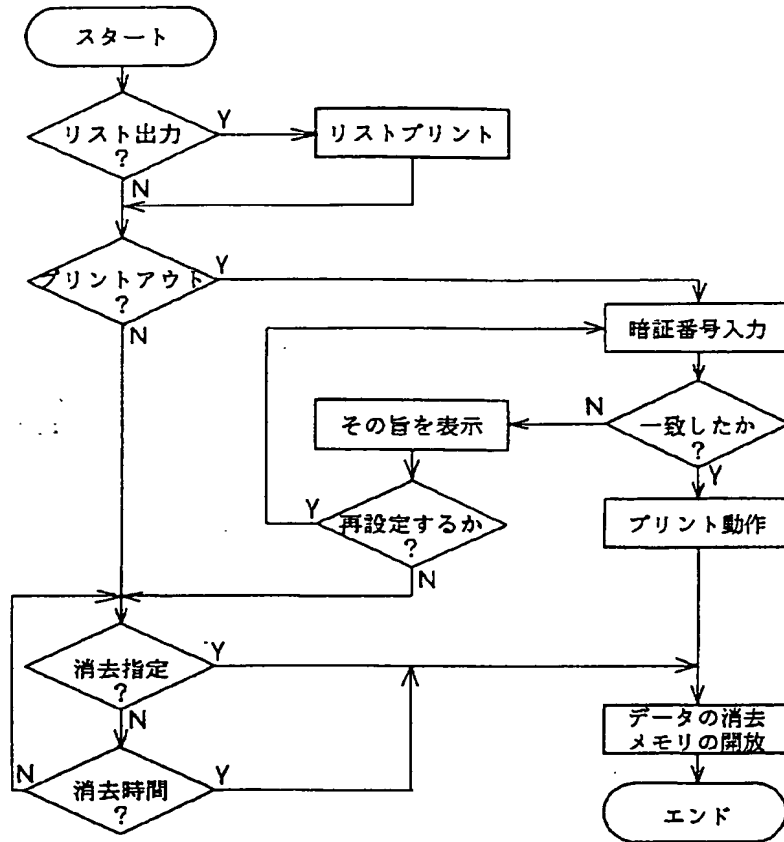 スタート
リスト出力
?
Y
リストプリント
N
プリントアウト
?
Y
N
暗証番号入力
一致したか
?
N
Y
その旨を表示
再設定するか
?
Y
N
プリント動作
消去指定
?
Y
N
消去時間
?
N
Y
データの消去
メモリの開放
エンド